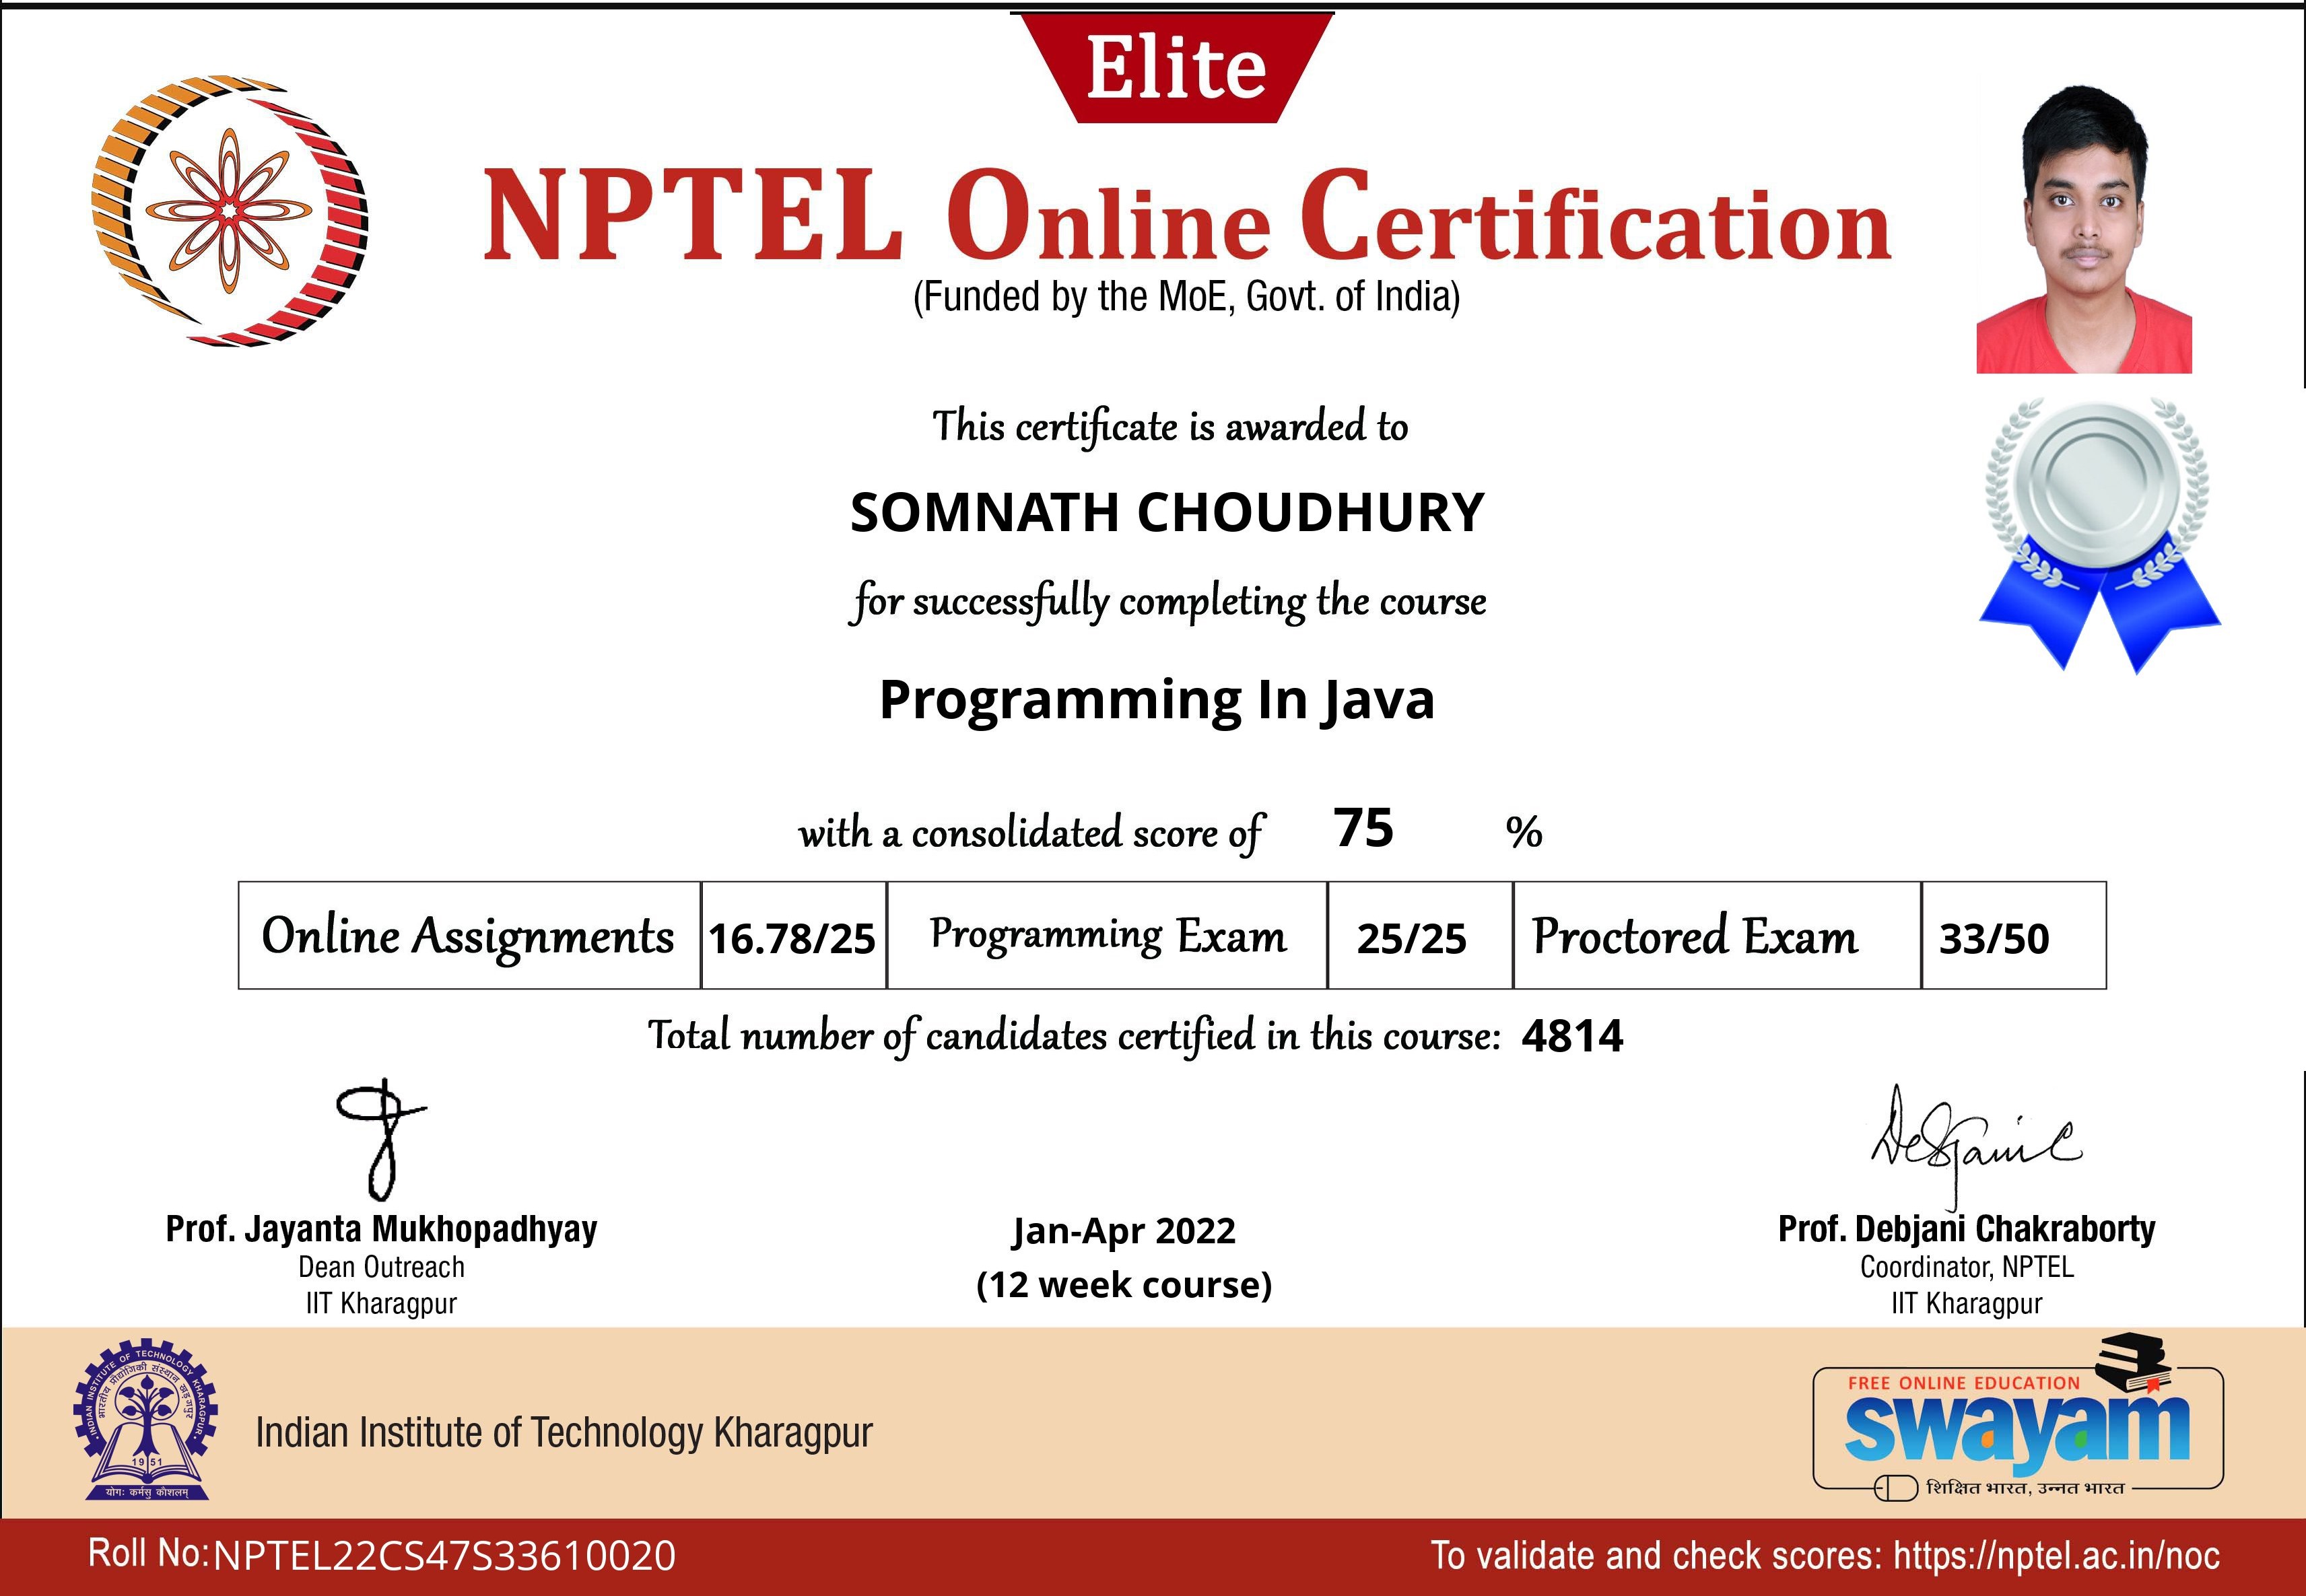 Elite
NPTEL Online Certification
(Funded by the MoE, Govt. of India)
This certificate is awarded to
SOMNATH CHOUDHURY
for successfully completing the course
Programming In Java
with a consolidated score of 75 %
Online Assignments 16.78/25 Programming Exam 25/25 Proctored Exam 33/50
Total number of candidates certified in this course: 4814
Prof. Jayanta Mukhopadhyay
Dean Outreach
IIT Kharagpur
Jan-Apr 2022
(12 week course)
Debjani C
Prof. Debjani Chakraborty
Coordinator, NPTEL
IIT Kharagpur
INDIAN INSTITUTE OF TECHNOLOGY KHARAGPUR
भारतीय प्रौद्योगिकी संस्थान खड़गपुर
1951
योगः कर्मसु कौशलम्
Indian Institute of Technology Kharagpur
FREE ONLINE EDUCATION
swayam
शिक्षित भारत, उन्नत भारत
Roll No:NPTEL22CS47S33610020
To validate and check scores: https://nptel.ac.in/noc